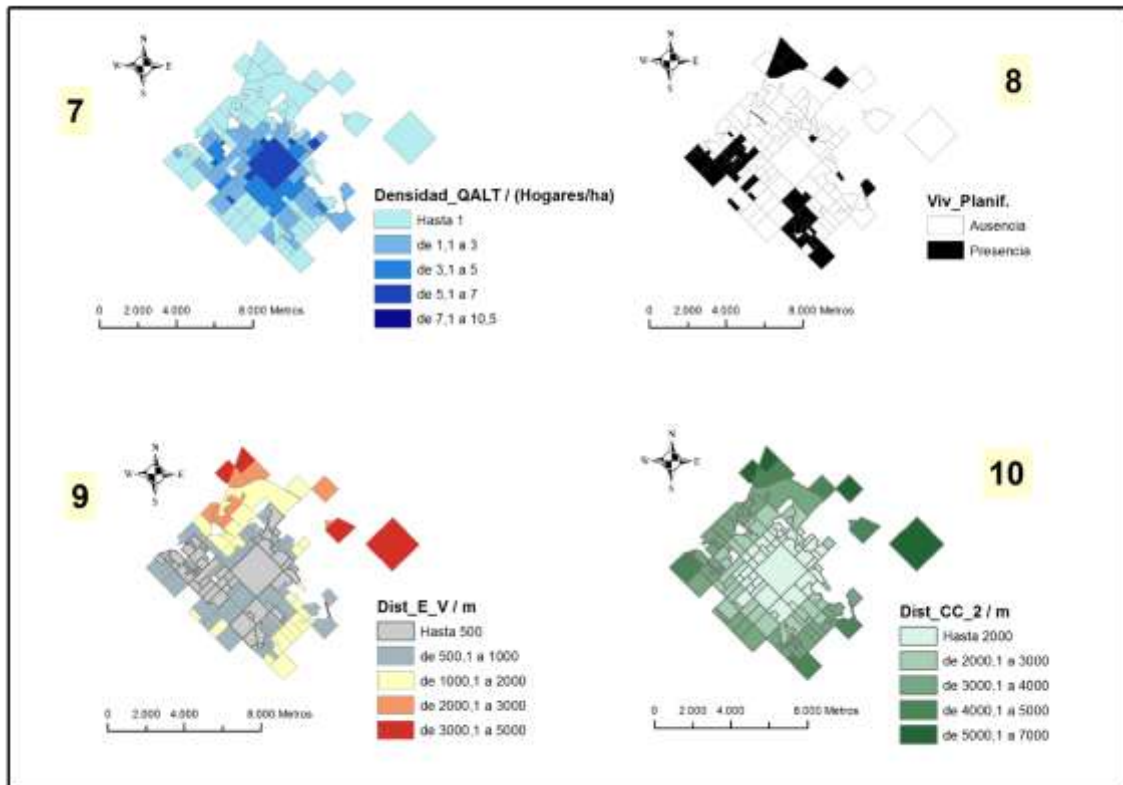 N
W E
S
7
Densidad_QALT / (Hogares/ha)
Hasta 1
de 1,1 a 3
de 3,1 a 5
de 5,1 a 7
de 7,1 a 10,5
0 2.000 4.000 8.000 Metros
N
W E
S
8
Viv_Planif.
Ausencia
Presencia
0 2.000 4.000 8.000 Metros
N
W E
S
9
Dist_E_V / m
Hasta 500
de 500,1 a 1000
de 1000,1 a 2000
de 2000,1 a 3000
de 3000,1 a 5000
0 2.000 4.000 8.000 Metros
N
W E
S
10
Dist_CC_2 / m
Hasta 2000
de 2000,1 a 3000
de 3000,1 a 4000
de 4000,1 a 5000
de 5000,1 a 7000
0 2.000 4.000 8.000 Metros